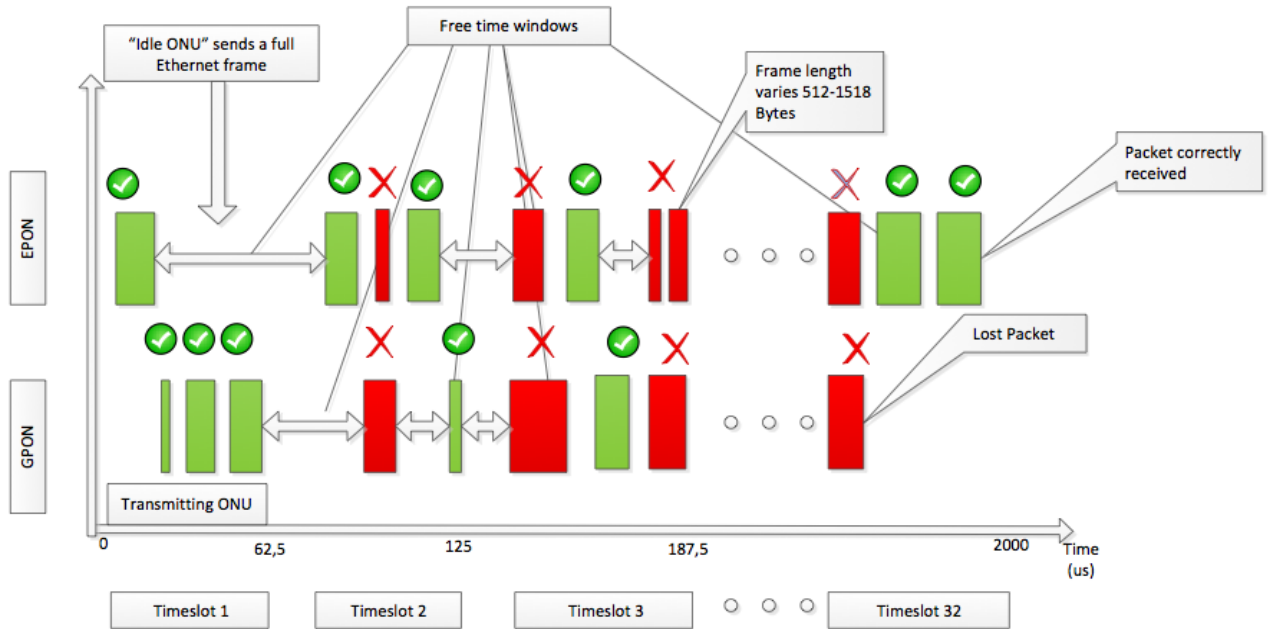 Free time windows
“Idle ONU” sends a full
Ethernet frame
Frame length
varies 512-1518
Bytes
Packet correctly
received
EPON
Lost Packet
GPON
Transmitting ONU
0
62,5
125
187,5
2000
Time
(us)
Timeslot 1
Timeslot 2
Timeslot 3
Timeslot 32